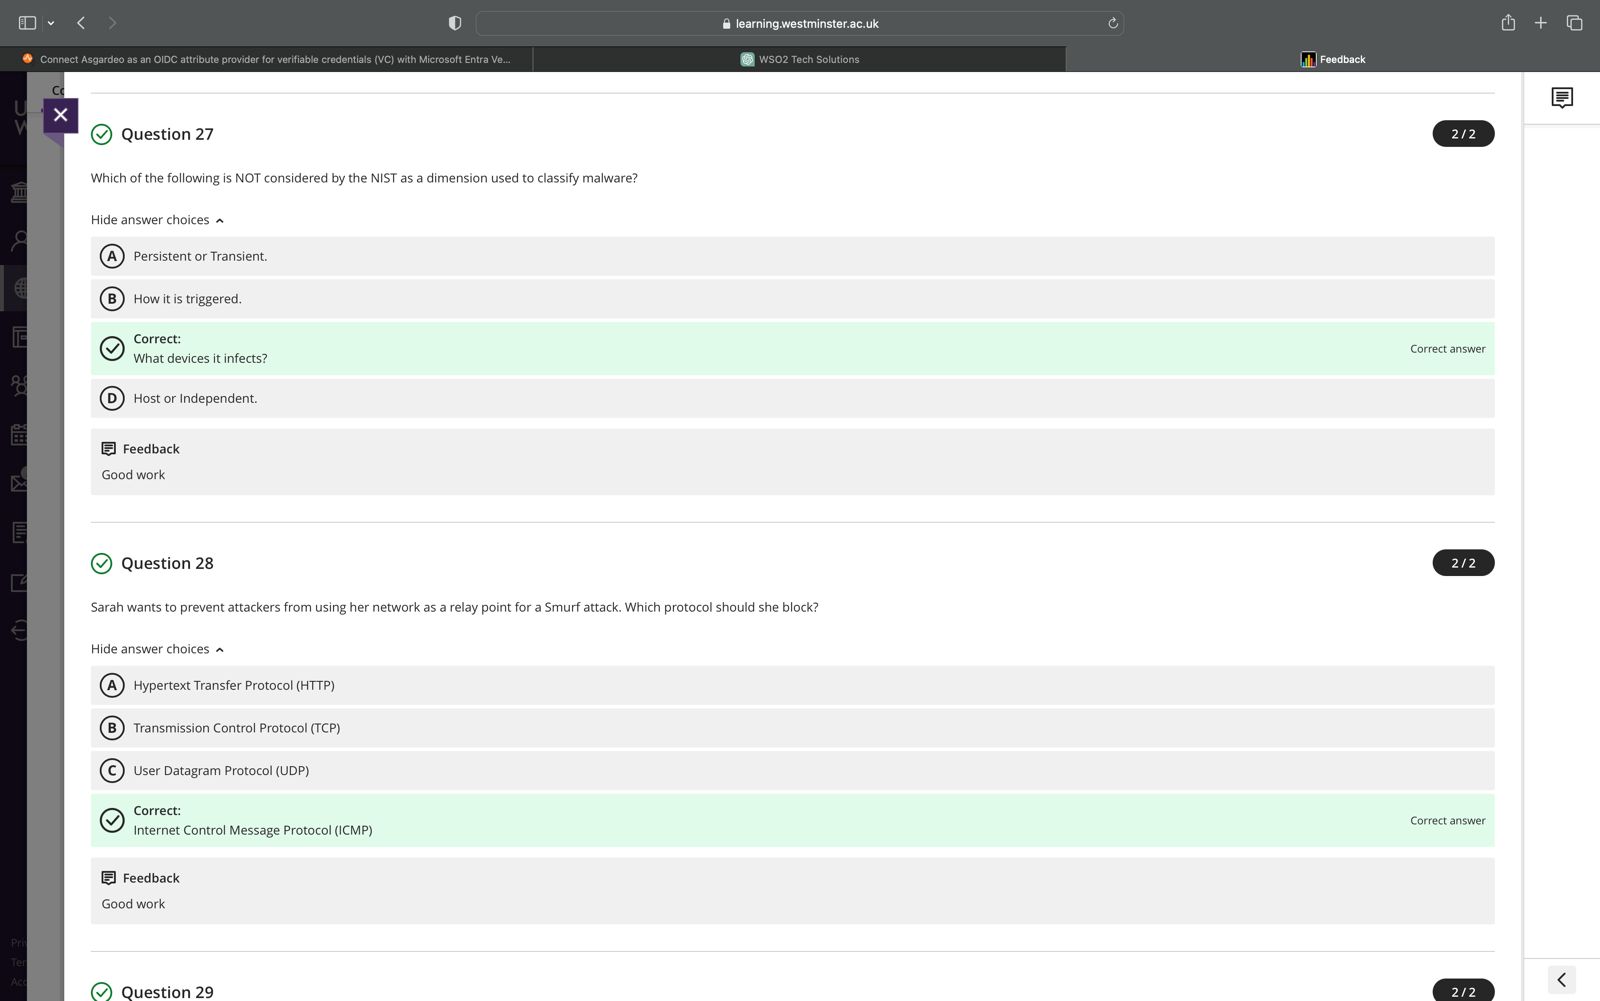 learning.westminster.ac.uk
Connect Asgardeo as an OIDC attribute provider for verifiable credentials (VC) with Microsoft Entra Ve...
WSO2 Tech Solutions
Feedback
Question 27
2 / 2
Which of the following is NOT considered by the NIST as a dimension used to classify malware?
Hide answer choices
A Persistent or Transient.
B How it is triggered.
Correct:
What devices it infects?
Correct answer
D Host or Independent.
Feedback
Good work
Question 28
2 / 2
Sarah wants to prevent attackers from using her network as a relay point for a Smurf attack. Which protocol should she block?
Hide answer choices
A Hypertext Transfer Protocol (HTTP)
B Transmission Control Protocol (TCP)
C User Datagram Protocol (UDP)
Correct:
Internet Control Message Protocol (ICMP)
Correct answer
Feedback
Good work
Question 29
2 / 2